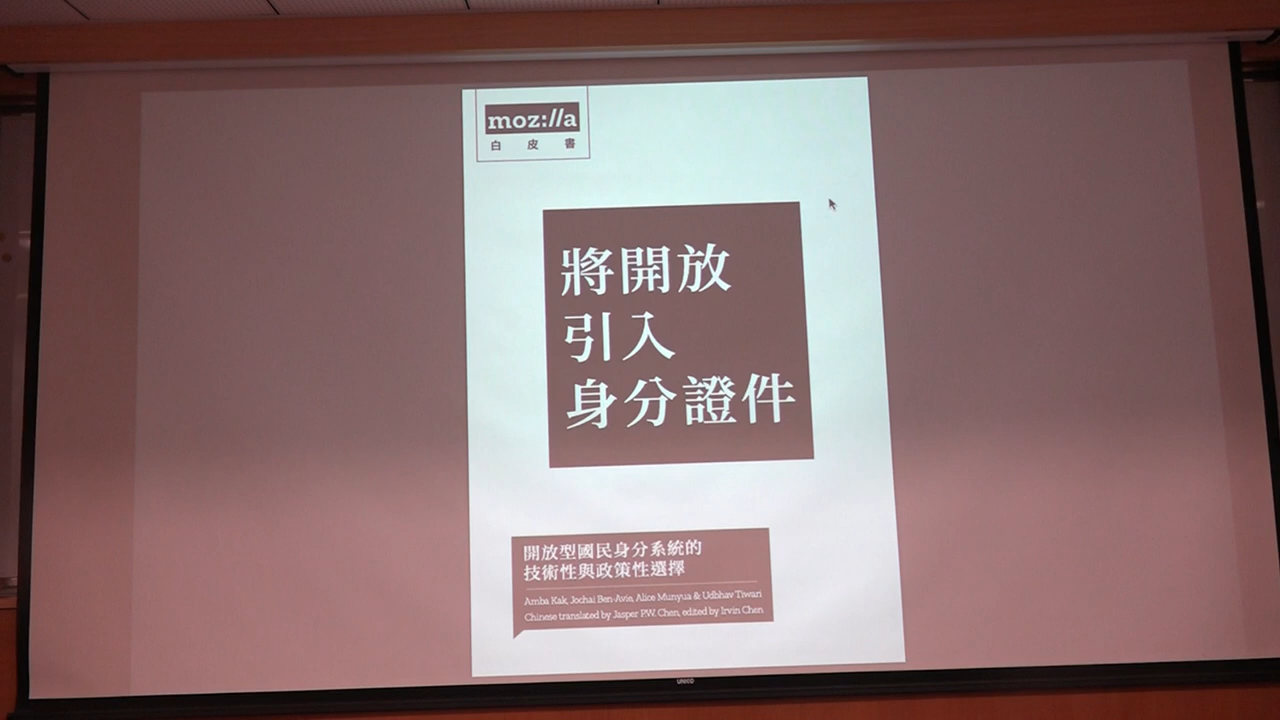 moz://a
白皮書
將開放
引入
身分證件
開放型國民身分系統的
技術性與政策性選擇
Amba Kak, Jochai Ben-Avie, Alice Munyua & Udbhav Tiwari
Chinese translated by Jasper P.W. Chen, edited by Irvin Chen